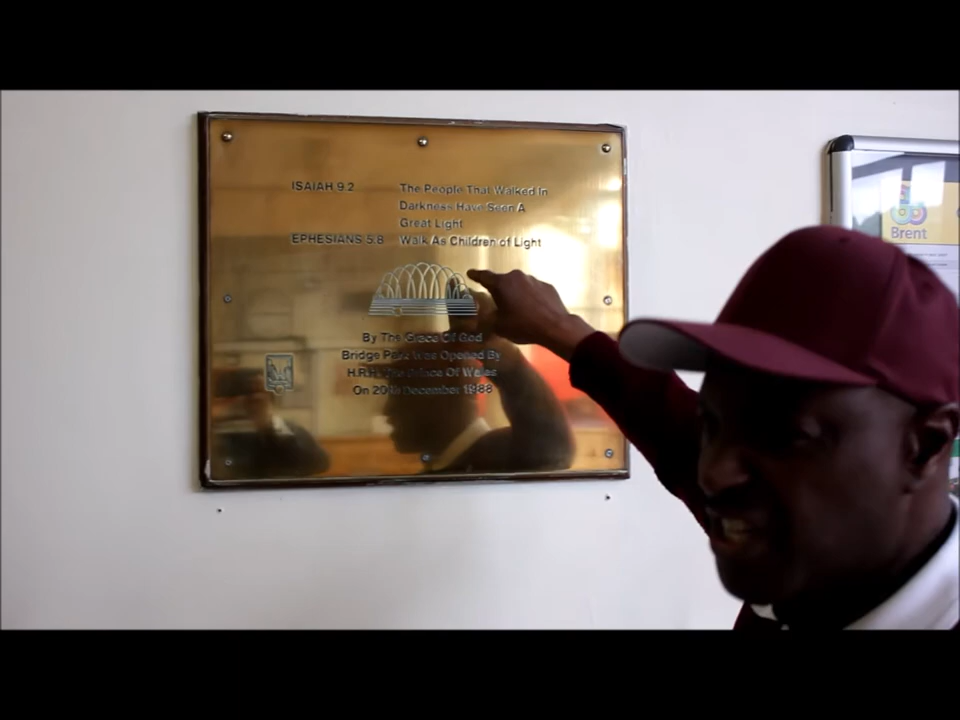 ISAIAH 9.2 The People That Walked In
Darkness Have Seen A
Great Light
EPHESIANS 5.8 Walk As Children of Light
By The Grace Of God
Bridge Park Was Opened By
H.R.H. The Prince Of Wales
On 20th December 1988
Brent